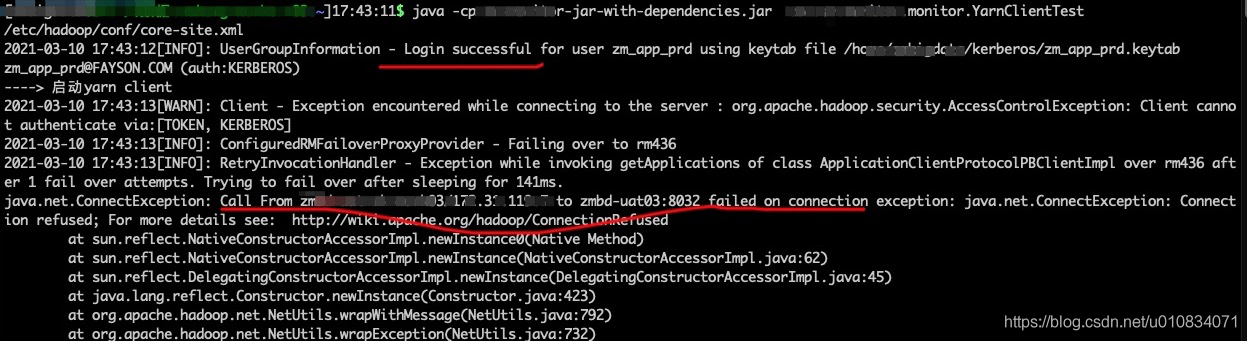 ~]17:43:11$ java -cp -jar-with-dependencies.jar .monitor.YarnClientTest
/etc/hadoop/conf/core-site.xml
2021-03-10 17:43:12[INFO]: UserGroupInformation - Login successful for user zm_app_prd using keytab file /kerberos/zm_app_prd.keytab
zm_app_prd@FAYSON.COM (auth:KERBEROS)
----> 启动yarn client
2021-03-10 17:43:13[WARN]: Client - Exception encountered while connecting to the server : org.apache.hadoop.security.AccessControlException: Client canno
t authenticate via:[TOKEN, KERBEROS]
2021-03-10 17:43:13[INFO]: ConfiguredRMFailoverProxyProvider - Failing over to rm436
2021-03-10 17:43:13[INFO]: RetryInvocationHandler - Exception while invoking getApplications of class ApplicationClientProtocolPBClientImpl over rm436 aft
er 1 fail over attempts. Trying to fail over after sleeping for 141ms.
java.net.ConnectException: Call From to zmbd-uat03:8032 failed on connection exception: java.net.ConnectException: Connect
ion refused; For more details see:  http://wiki.apache.org/hadoop/ConnectionRefused
at sun.reflect.NativeConstructorAccessorImpl.newInstance0(Native Method)
at sun.reflect.NativeConstructorAccessorImpl.newInstance(NativeConstructorAccessorImpl.java:62)
at sun.reflect.DelegatingConstructorAccessorImpl.newInstance(DelegatingConstructorAccessorImpl.java:45)
at java.lang.reflect.Constructor.newInstance(Constructor.java:423)
at org.apache.hadoop.net.NetUtils.wrapWithMessage(NetUtils.java:792)
at org.apache.hadoop.net.NetUtils.wrapException(NetUtils.java:732)
https://blog.csdn.net/u010834071